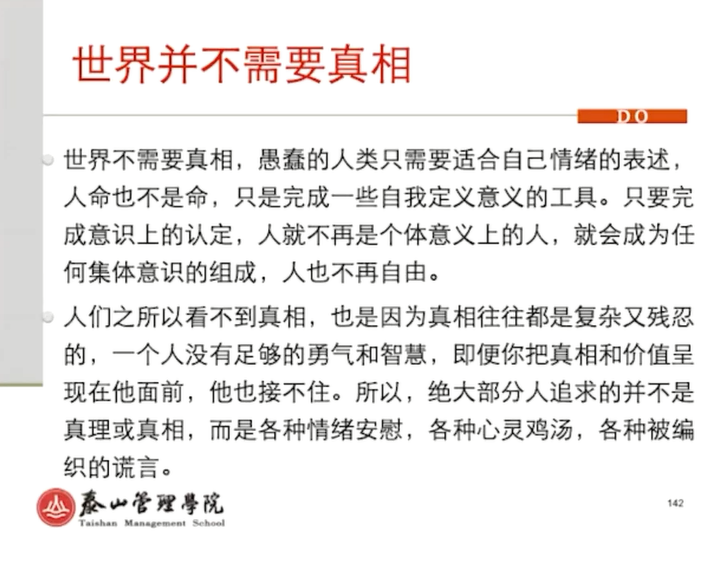 世界并不需要真相
DO
世界不需要真相，愚蠢的人类只需要适合自己情绪的表述，
人命也不是命，只是完成一些自我定义意义的工具。只要完
成意识上的认定，人就不再是个体意义上的人，就会成为任
何集体意识的组成，人也不再自由。
人们之所以看不到真相，也是因为真相往往都是复杂又残忍
的，一个人没有足够的勇气和智慧，即便你把真相和价值呈
现在他面前，他也接不住。所以，绝大部分人追求的并不是
真理或真相，而是各种情绪安慰，各种心灵鸡汤，各种被编
织的谎言。
泰山管理學院
Taishan Management School
142